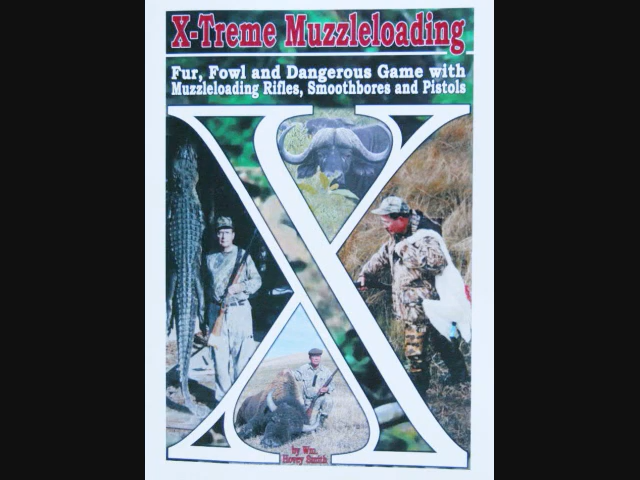 X-Treme Muzzleloading
Fur, Fowl and Dangerous Game with
Muzzleloading Rifles, Smoothbores and Pistols
X
by Wm.
Hovey Smith